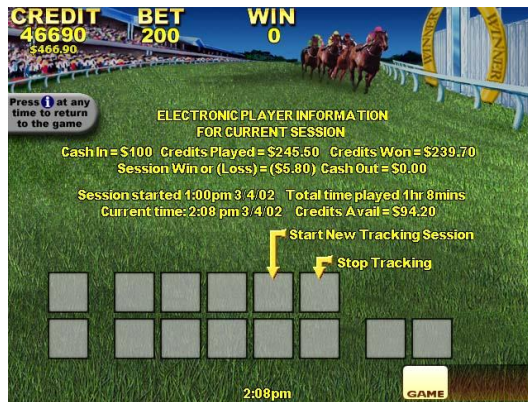 CREDIT BET WIN
46690 200 0
$466.90
WINNER
WINNER
Press i at any
time to return
to the game
ELECTRONIC PLAYER INFORMATION
FOR CURRENT SESSION
Cash In = $100 Credits Played = $245.50 Credits Won = $239.70
Session Win or (Loss) = ($5.80) Cash Out = $0.00
Session started 1:00pm 3/4/02 Total time played 1hr 8mins
Current time: 2:08 pm 3/4/02 Credits Avail = $94.20
Start New Tracking Session
Stop Tracking
2:08pm
GAME